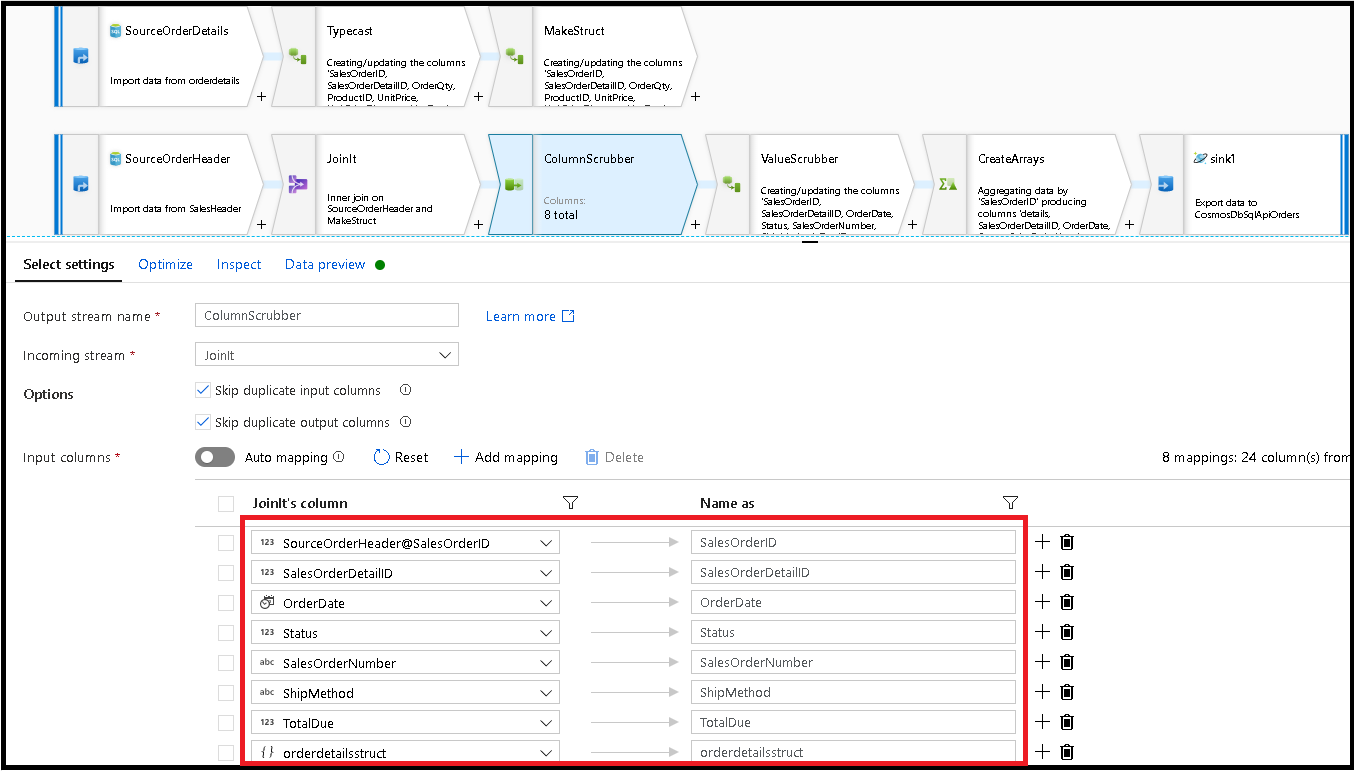 SourceOrderDetails
Import data from orderdetails
+
Typecast
Creating/updating the columns
'SalesOrderID,
SalesOrderDetailID, OrderQty,
ProductID, UnitPrice,
+
MakeStruct
Creating/updating the columns
'SalesOrderID,
SalesOrderDetailID, OrderQty,
ProductID, UnitPrice,
+
SourceOrderHeader
Import data from SalesHeader
+
JoinIt
Inner join on
SourceOrderHeader and
MakeStruct
+
ColumnScrubber
Columns:
8 total
+
ValueScrubber
Creating/updating the columns
'SalesOrderID,
SalesOrderDetailID, OrderDate,
Status, SalesOrderNumber,
+
CreateArrays
Aggregating data by
'SalesOrderID' producing
columns 'details,
SalesOrderDetailID, OrderDate,
+
sink1
Export data to
CosmosDbSqlApiOrders
Select settings Optimize Inspect Data preview
Output stream name * ColumnScrubber Learn more
Incoming stream * JoinIt
Options Skip duplicate input columns
Skip duplicate output columns
Input columns * Auto mapping Reset + Add mapping Delete 8 mappings: 24 column(s) from
JoinIt's column Name as
123 SourceOrderHeader@SalesOrderID SalesOrderID +
123 SalesOrderDetailID SalesOrderDetailID +
OrderDate OrderDate +
123 Status Status +
abc SalesOrderNumber SalesOrderNumber +
abc ShipMethod ShipMethod +
123 TotalDue TotalDue +
{ } orderdetailsstruct orderdetailsstruct +